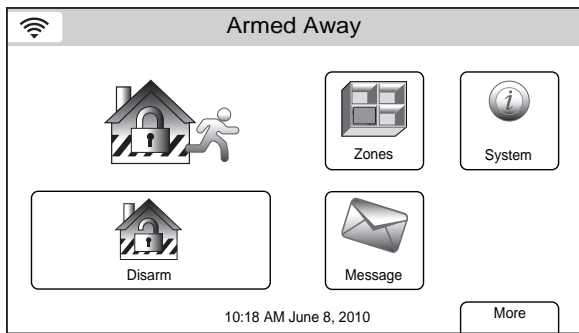 Armed Away
Zones
System
Disarm
Message
10:18 AM June 8, 2010
More